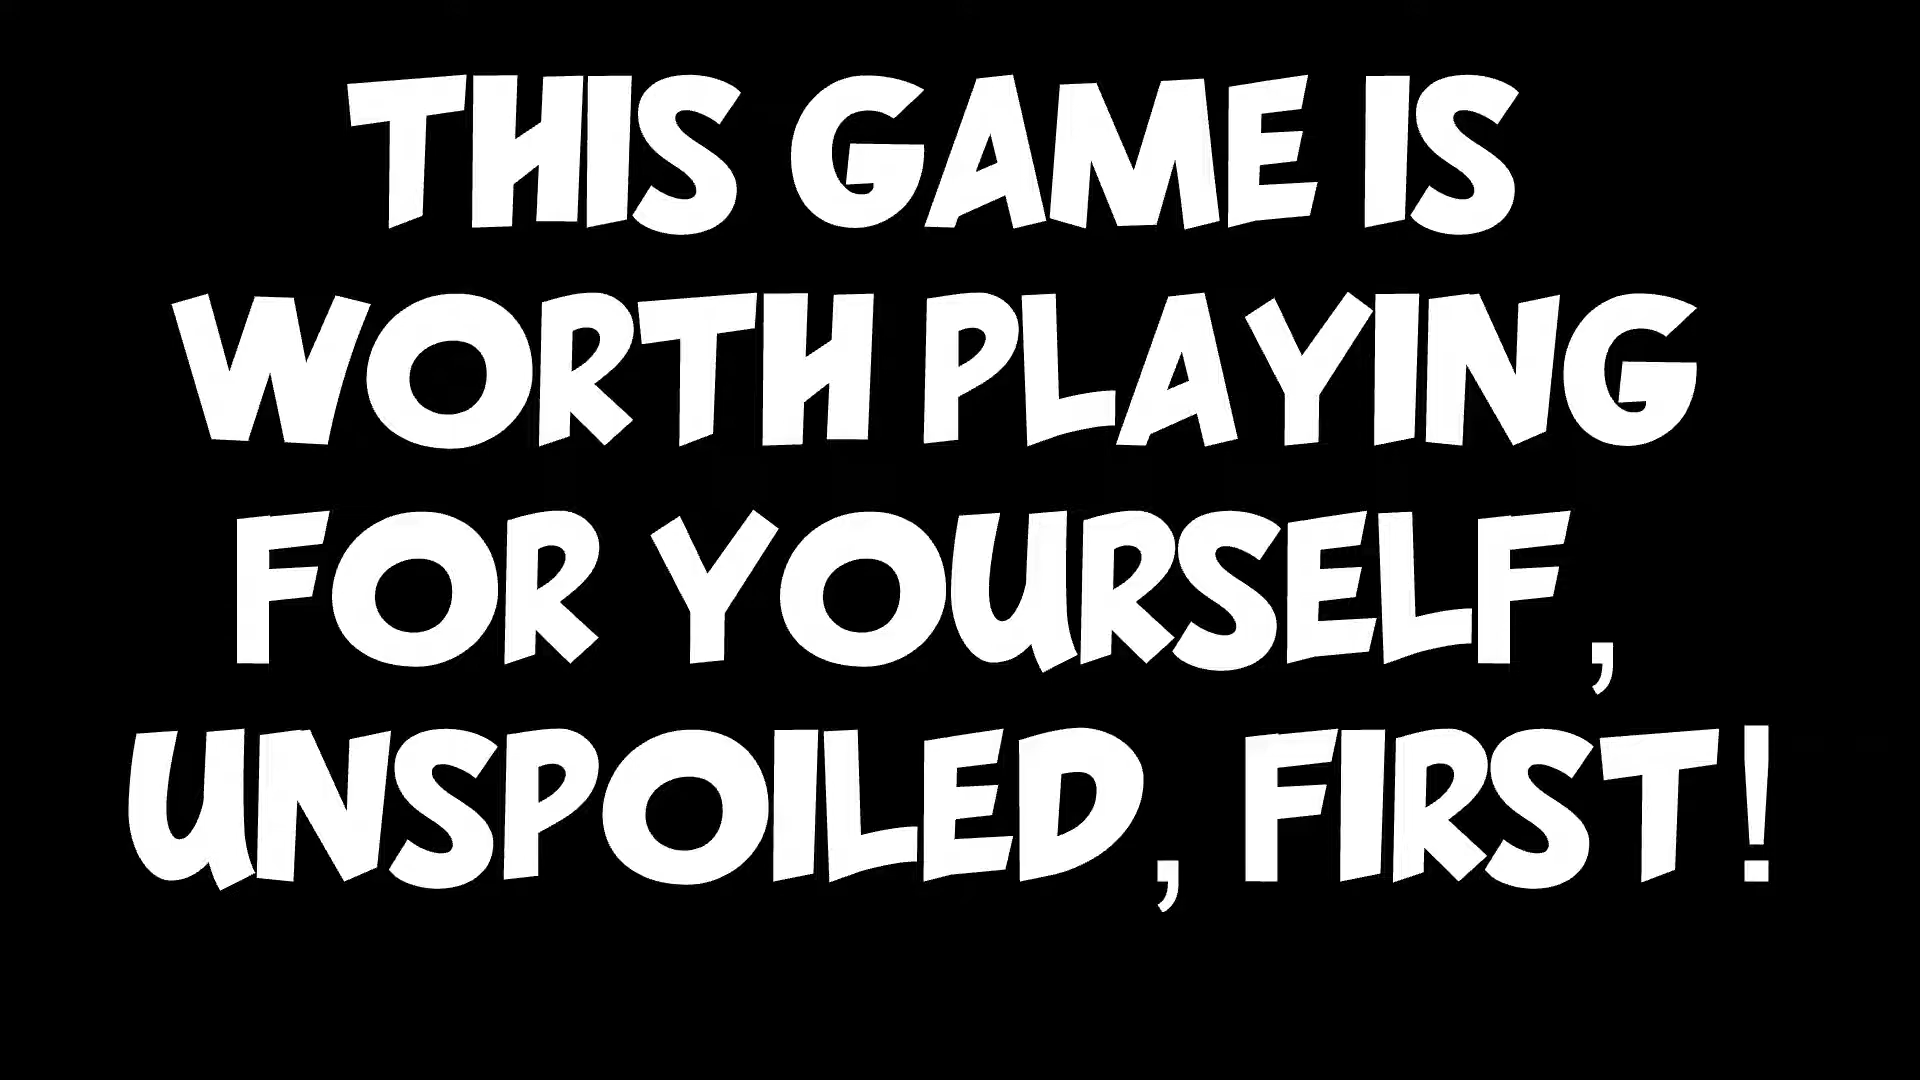 THIS GAME IS
WORTH PLAYING
FOR YOURSELF,
UNSPOILED, FIRST!